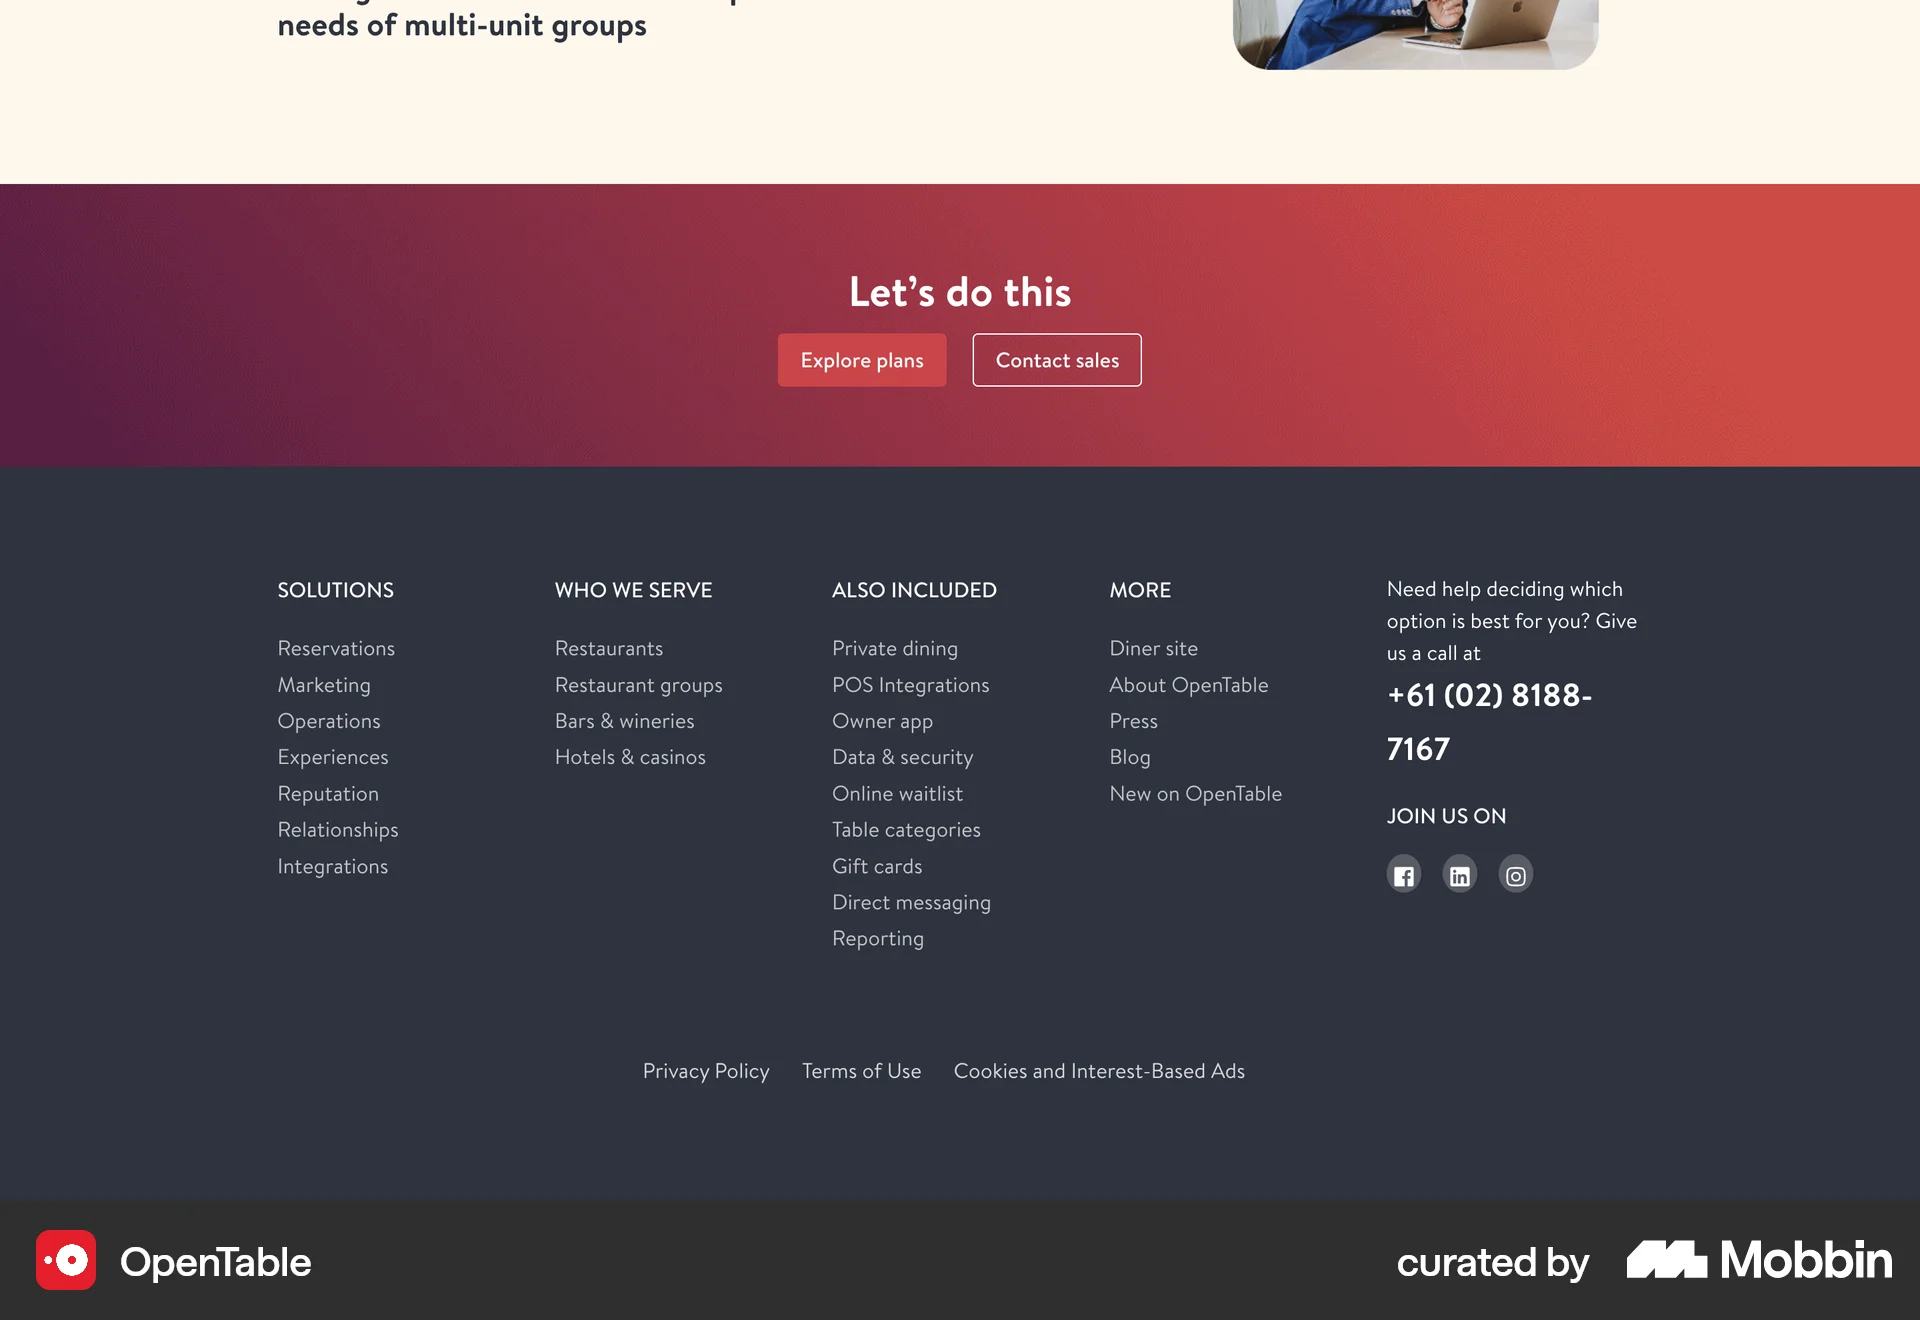 needs of multi-unit groups
Let’s do this
Explore plans
Contact sales
SOLUTIONS
Reservations
Marketing
Operations
Experiences
Reputation
Relationships
Integrations
WHO WE SERVE
Restaurants
Restaurant groups
Bars & wineries
Hotels & casinos
ALSO INCLUDED
Private dining
POS Integrations
Owner app
Data & security
Online waitlist
Table categories
Gift cards
Direct messaging
Reporting
MORE
Diner site
About OpenTable
Press
Blog
New on OpenTable
Need help deciding which
option is best for you? Give
us a call at
+61 (02) 8188-
7167
JOIN US ON
Privacy Policy
Terms of Use
Cookies and Interest-Based Ads
OpenTable
curated by
Mobbin